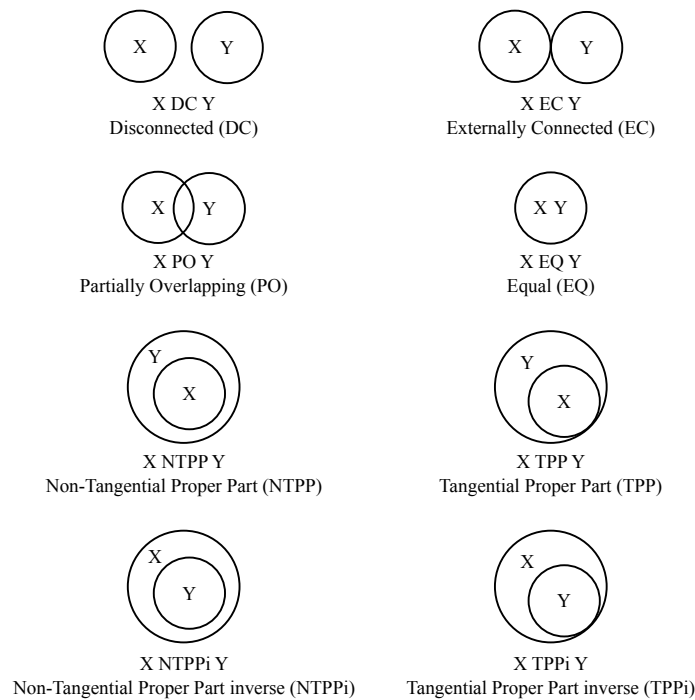 X Y
X DC Y
Disconnected (DC)
X Y
X EC Y
Externally Connected (EC)
X Y
X PO Y
Partially Overlapping (PO)
X Y
X EQ Y
Equal (EQ)
Y
X
X NTPP Y
Non-Tangential Proper Part (NTPP)
Y
X
X TPP Y
Tangential Proper Part (TPP)
X
Y
X NTPPi Y
Non-Tangential Proper Part inverse (NTPPi)
X
Y
X TPPi Y
Tangential Proper Part inverse (TPPi)